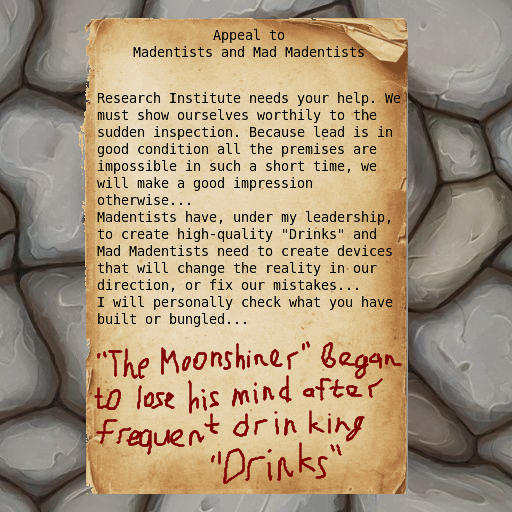 Appeal to
Madentists and Mad Madentists
Research Institute needs your help. We
must show ourselves worthily to the
sudden inspection. Because lead is in
good condition all the premises are
impossible in such a short time, we
will make a good impression
otherwise...
Madentists have, under my leadership,
to create high-quality "Drinks" and
Mad Madentists need to create devices
that will change the reality in our
direction, or fix our mistakes...
I will personally check what you have
built or bungled...
"The Moonshiner" Began
to lose his mind after
frequent drinking
"Drinks"